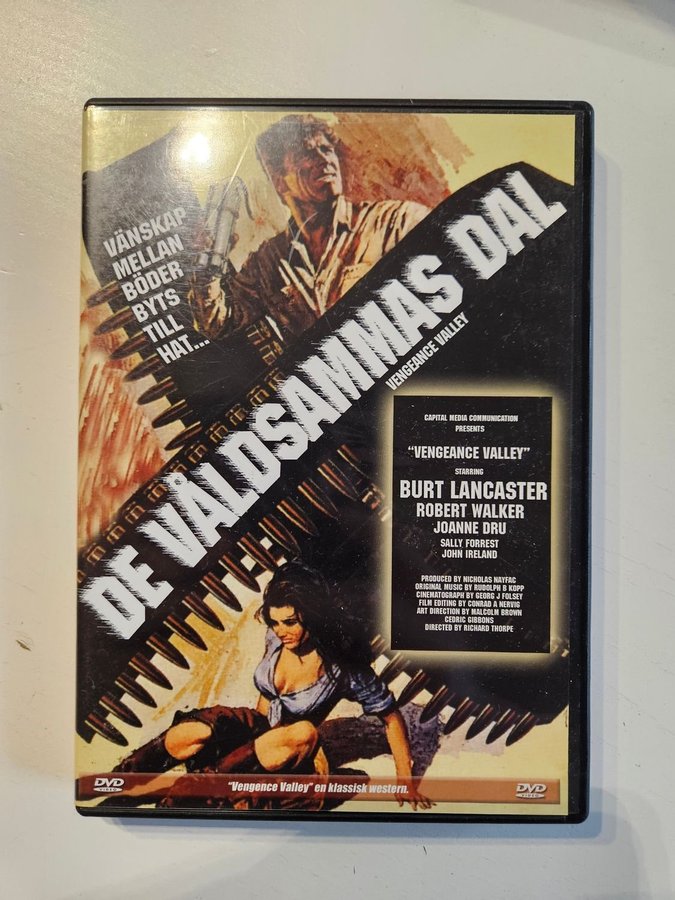 VÄNSKAP
MELLAN
BÖDER
BYTS
TILL
HAT...
DE VÅLDSAMMAS DAL
VENGEANCE VALLEY
CAPITAL MEDIA COMMUNICATION
PRESENTS
"VENGEANCE VALLEY"
STARRING
BURT LANCASTER
ROBERT WALKER
JOANNE DRU
SALLY FORREST
JOHN IRELAND
PRODUCED BY NICHOLAS NAYFAC
ORIGINAL MUSIC BY RUDOLPH B KOPP
CINEMATOGRAPH BY GEORG J FOLSEY
FILM EDITING BY CONRAD A NERVIG
ART DIRECTION BY MALCOLM BROWN
CEDRIC GIBBONS
DIRECTED BY RICHARD THORPE
DVD
VIDEO
"Vengence Valley" en klassisk western.
DVD
VIDEO